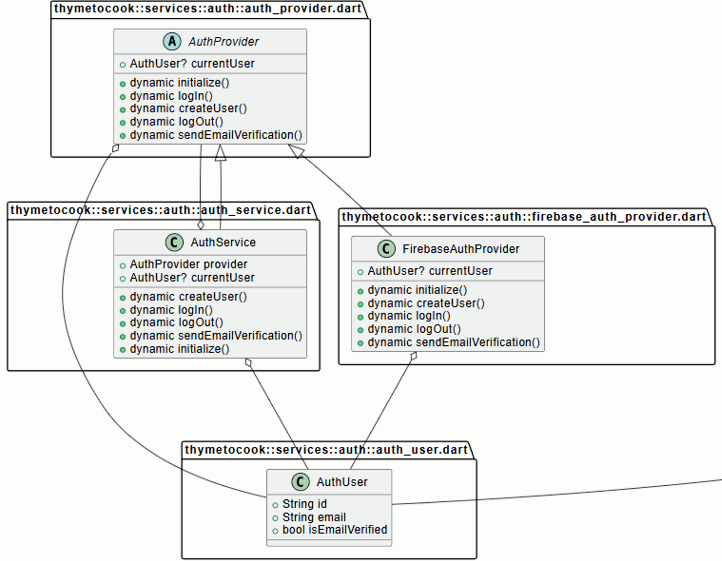 thymetocook::services::auth::auth_provider.dart
A AuthProvider
AuthUser? currentUser
dynamic initialize()
dynamic logIn()
dynamic createUser()
dynamic logOut()
dynamic sendEmailVerification()
thymetocook::services::auth::auth_service.dart
C AuthService
AuthProvider provider
AuthUser? currentUser
dynamic createUser()
dynamic logIn()
dynamic logOut()
dynamic sendEmailVerification()
dynamic initialize()
thymetocook::services::auth::firebase_auth_provider.dart
C FirebaseAuthProvider
AuthUser? currentUser
dynamic initialize()
dynamic createUser()
dynamic logIn()
dynamic logOut()
dynamic sendEmailVerification()
thymetocook::services::auth::auth_user.dart
C AuthUser
String id
String email
bool isEmailVerified